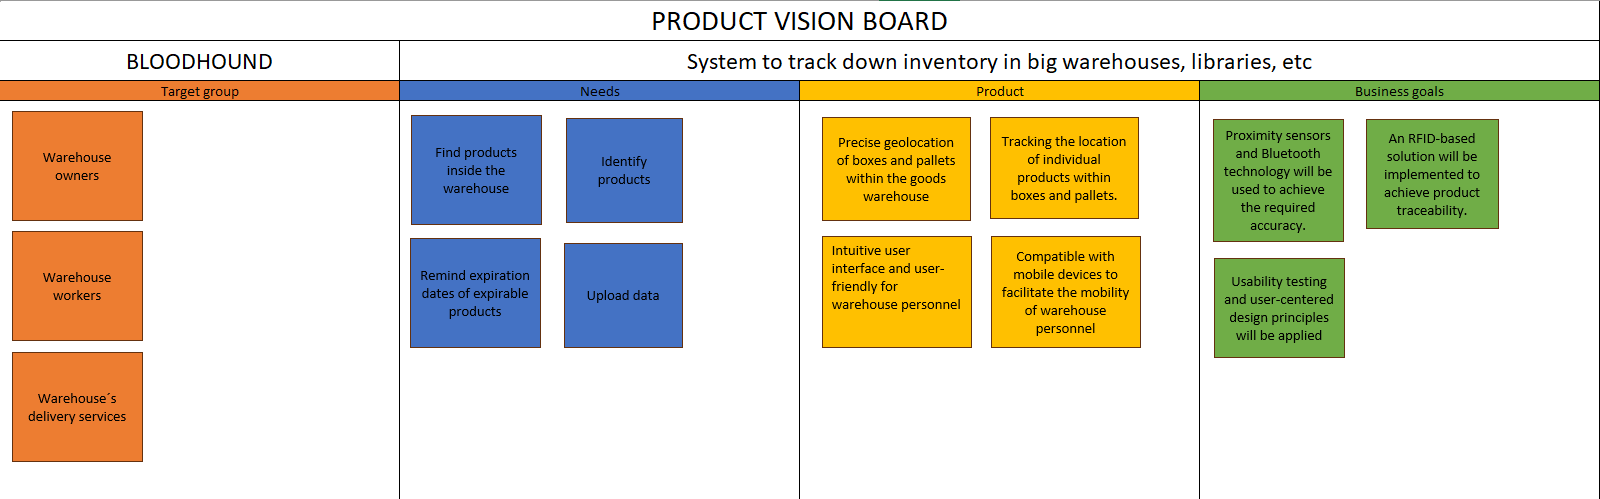 PRODUCT VISION BOARD
BLOODHOUND
System to track down inventory in big warehouses, libraries, etc
Target group
Needs
Product
Business goals
Warehouse
owners
Warehouse
workers
Warehouse´s
delivery services
Find products
inside the
warehouse
Identify
products
Remind expiration
dates of expirable
products
Upload data
Precise geolocation
of boxes and pallets
within the goods
warehouse
Tracking the location
of individual
products within
boxes and pallets.
Intuitive user
interface and user-
friendly for
warehouse personnel
Compatible with
mobile devices to
facilitate the mobility
of warehouse
personnel
Proximity sensors
and Bluetooth
technology will be
used to achieve
the required
accuracy.
An RFID-based
solution will be
implemented to
achieve product
traceability.
Usability testing
and user-centered
design principles
will be applied